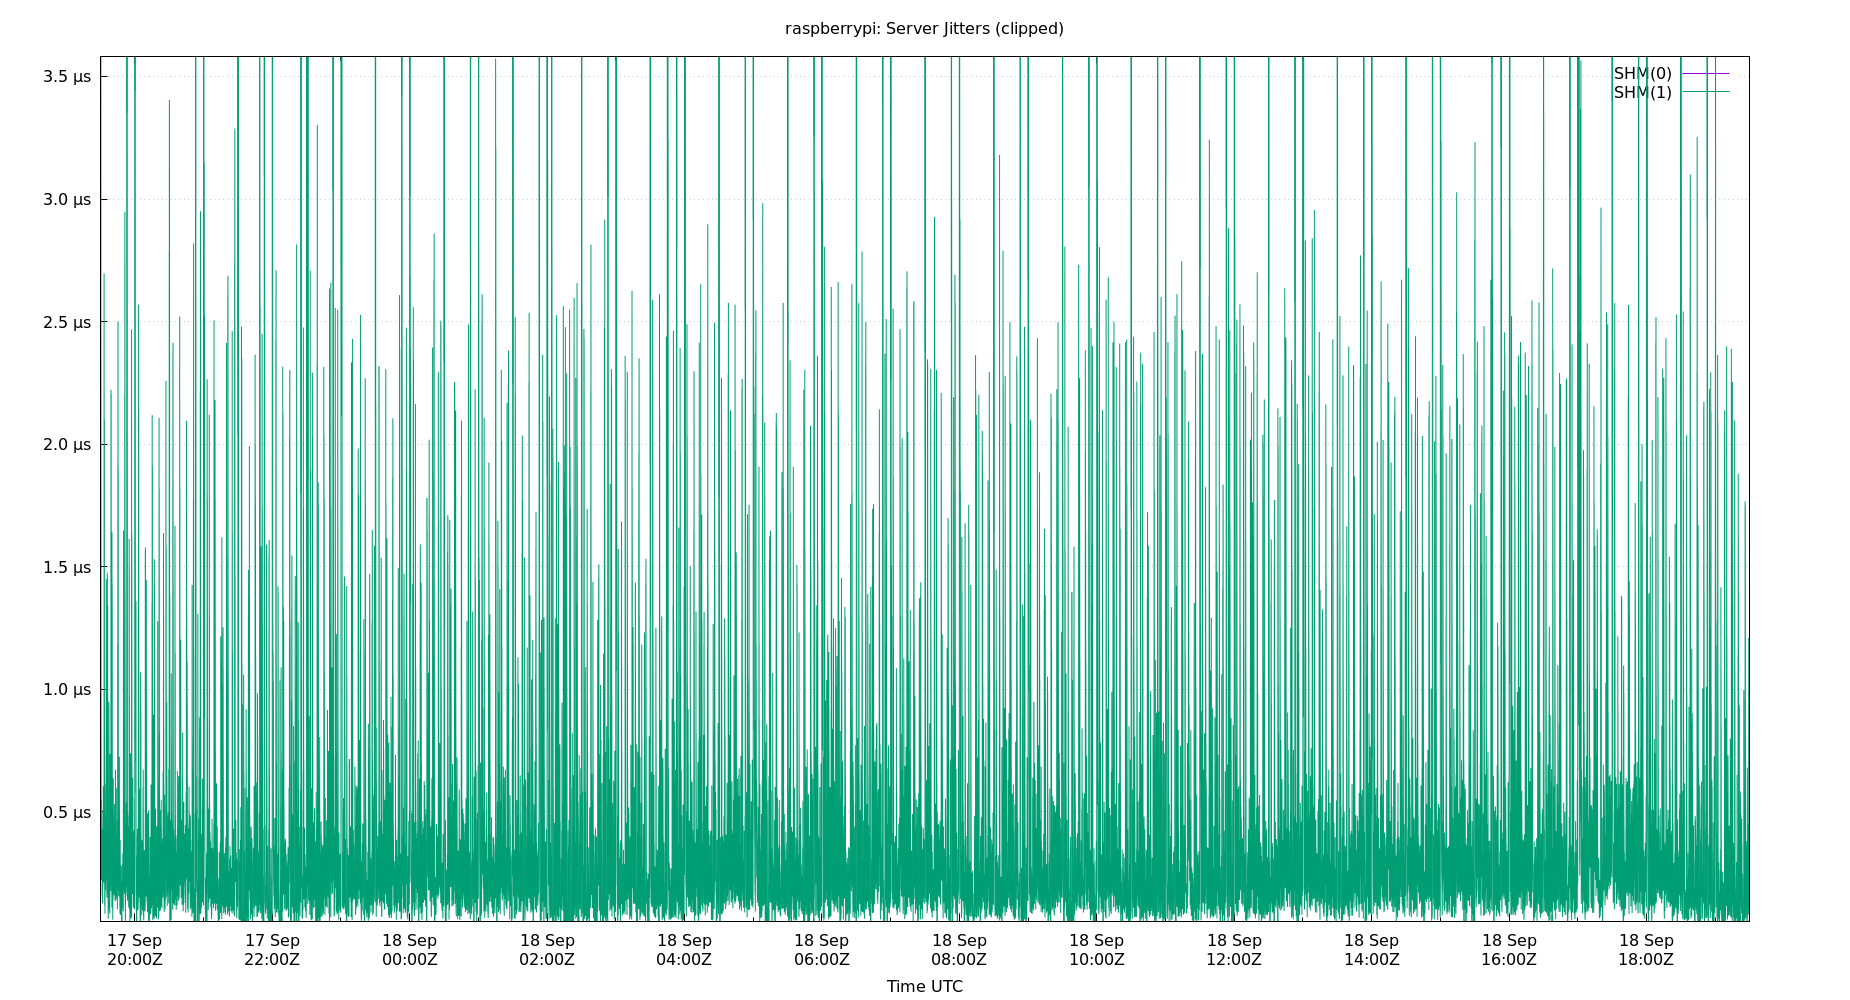 raspberrypi: Server Jitters (clipped)
3.5 µs
3.0 µs
2.5 µs
2.0 µs
1.5 µs
1.0 µs
0.5 µs
SHM(0)
SHM(1)
17 Sep 17 Sep 18 Sep 18 Sep 18 Sep 18 Sep 18 Sep 18 Sep 18 Sep 18 Sep 18 Sep 18 Sep
20:00Z 22:00Z 00:00Z 02:00Z 04:00Z 06:00Z 08:00Z 10:00Z 12:00Z 14:00Z 16:00Z 18:00Z
Time UTC